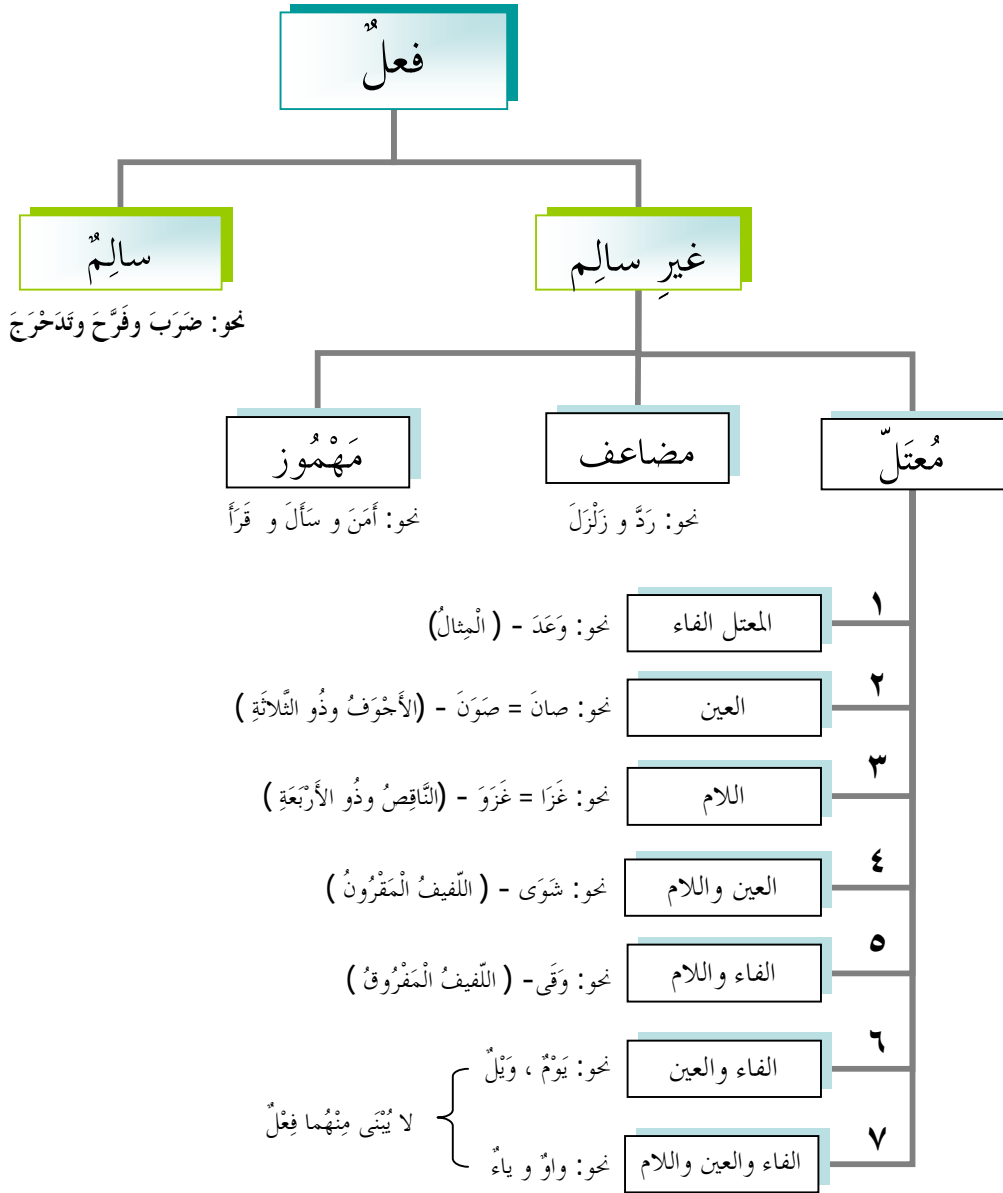 فعلٌ
غيرِ سالِم
سالِمٌ
نحو: ضَرَبَ وفَرَّحَ وتَدَحْرَجَ
مُعتَلّ
مضاعف
مَهْمُوز
نحو: رَدَّ و زَلْزَلَ
نحو: أَمَنَ و سَأَلَ و قَرَأَ
١ المعتل الفاء نحو: وَعَدَ - ( الْمِثالُ)
٢ العين نحو: صانَ = صَوَنَ - (الأَجْوَفُ وذُو الثَّلاثَةِ )
٣ اللام نحو: غَزَا = غَزَوَ - (النَّاقِصُ وذُو الأَرْبَعَةِ )
٤ العين واللام نحو: شَوَى - ( اللّفيفُ الْمَقْرُونُ )
٥ الفاء واللام نحو: وَقَى- ( اللّفيفُ الْمَفْرُوقُ )
٦ الفاء والعين نحو: يَوْمٌ ، وَيْلٌ
لا يُبْنَى مِنْهُما فِعْلٌ
٧ الفاء والعين واللام نحو: واوٌ و ياءٌ